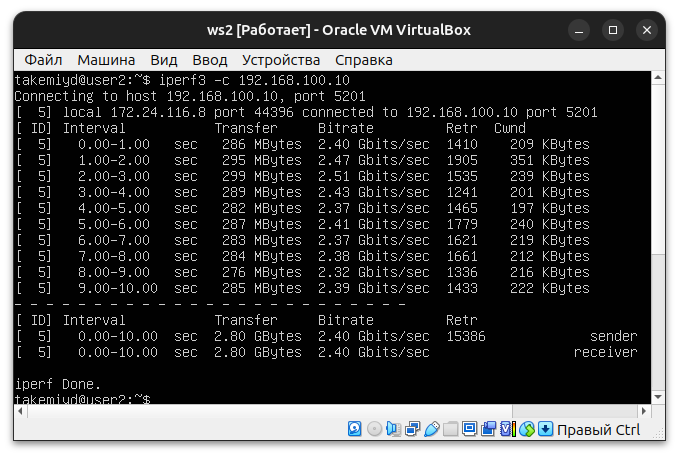 ws2 [Работает] - Oracle VM VirtualBox
Файл Машина Вид Ввод Устройства Справка
takemiyd@user2:~$ iperf3 -c 192.168.100.10
Connecting to host 192.168.100.10, port 5201
[  5] local 172.24.116.8 port 44396 connected to 192.168.100.10 port 5201
[ ID] Interval           Transfer     Bitrate         Retr  Cwnd
[  5]   0.00-1.00   sec   286 MBytes  2.40 Gbits/sec  1410    209 KBytes
[  5]   1.00-2.00   sec   295 MBytes  2.47 Gbits/sec  1905    351 KBytes
[  5]   2.00-3.00   sec   299 MBytes  2.51 Gbits/sec  1535    239 KBytes
[  5]   3.00-4.00   sec   289 MBytes  2.43 Gbits/sec  1241    201 KBytes
[  5]   4.00-5.00   sec   282 MBytes  2.37 Gbits/sec  1465    197 KBytes
[  5]   5.00-6.00   sec   287 MBytes  2.41 Gbits/sec  1779    240 KBytes
[  5]   6.00-7.00   sec   283 MBytes  2.37 Gbits/sec  1621    219 KBytes
[  5]   7.00-8.00   sec   284 MBytes  2.38 Gbits/sec  1661    212 KBytes
[  5]   8.00-9.00   sec   276 MBytes  2.32 Gbits/sec  1336    216 KBytes
[  5]   9.00-10.00  sec   285 MBytes  2.39 Gbits/sec  1433    222 KBytes
- - - - - - - - - - - - - - - - - - - - - - - - -
[ ID] Interval           Transfer     Bitrate         Retr
[  5]   0.00-10.00  sec  2.80 GBytes  2.40 Gbits/sec  15386             sender
[  5]   0.00-10.00  sec  2.80 GBytes  2.40 Gbits/sec                  receiver
iperf Done.
takemiyd@user2:~$
Правый Ctrl